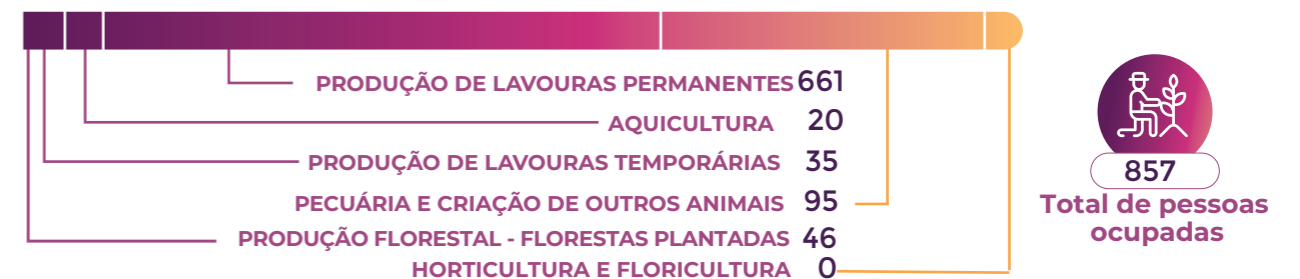 PRODUÇÃO DE LAVOURAS PERMANENTES 661
AQUICULTURA 20
PRODUÇÃO DE LAVOURAS TEMPORÁRIAS 35
PECUÁRIA E CRIAÇÃO DE OUTROS ANIMAIS 95
PRODUÇÃO FLORESTAL - FLORESTAS PLANTADAS 46
HORTICULTURA E FLORICULTURA 0
857
Total de pessoas
ocupadas